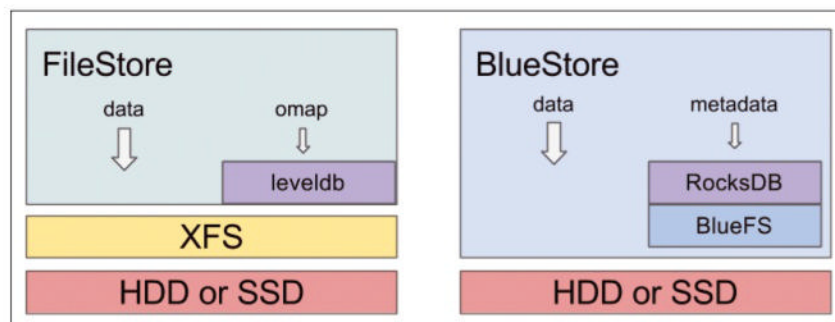 FileStore
data
omap
leveldb
XFS
HDD or SSD
BlueStore
data
metadata
RocksDB
BlueFS
HDD or SSD